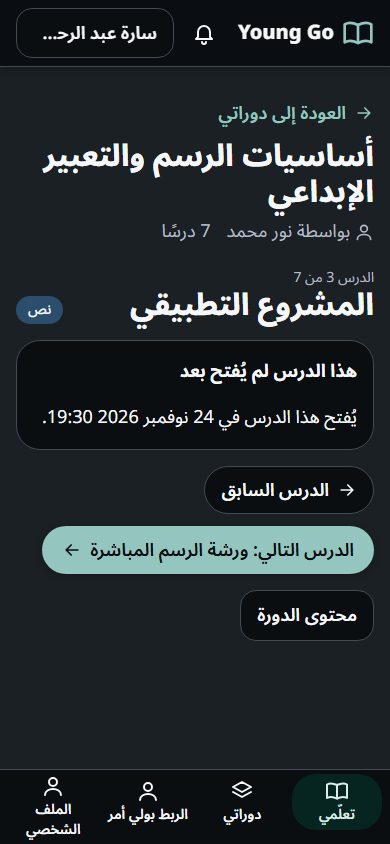 Young Go
سارة عبد الرحـ...
العودة إلى دوراتي
أساسيات الرسم والتعبير
الإبداعي
بواسطة نور محمد 7 درسًا
الدرس 3 من 7
المشروع التطبيقي
نص
هذا الدرس لم يُفتح بعد
يُفتح هذا الدرس في 24 نوفمبر 2026 19:30.
الدرس السابق
الدرس التالي: ورشة الرسم المباشرة
محتوى الدورة
تعلّمي
دوراتي
الربط بولي أمر
الملف
الشخصي